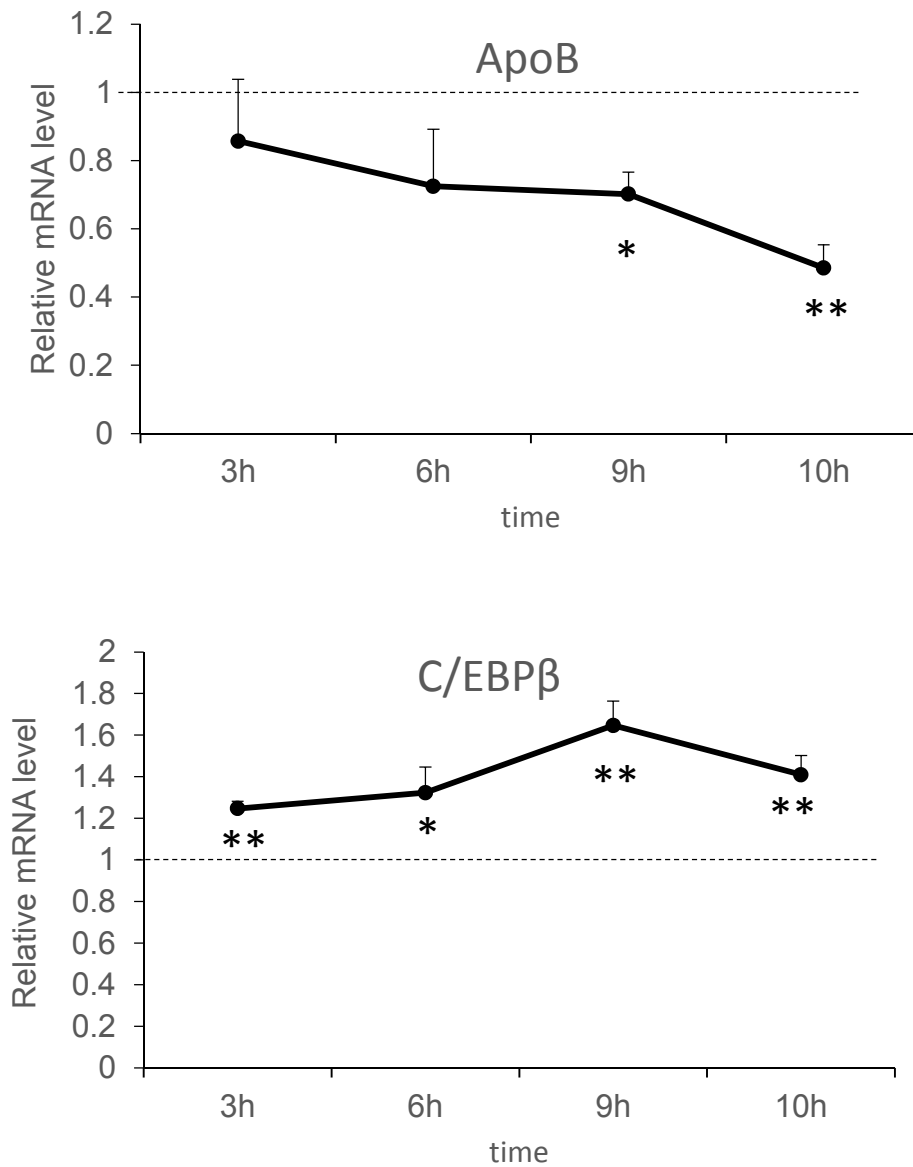 1.2
ApoB
1
0.8
0.6
*
0.4
**
0.2
0
Relative mRNA level
3h 6h 9h 10h
time
2
C/EBPβ
1.8
1.6
**
1.4
**
1.2
** *
1
0.8
0.6
0.4
0.2
0
Relative mRNA level
3h 6h 9h 10h
time